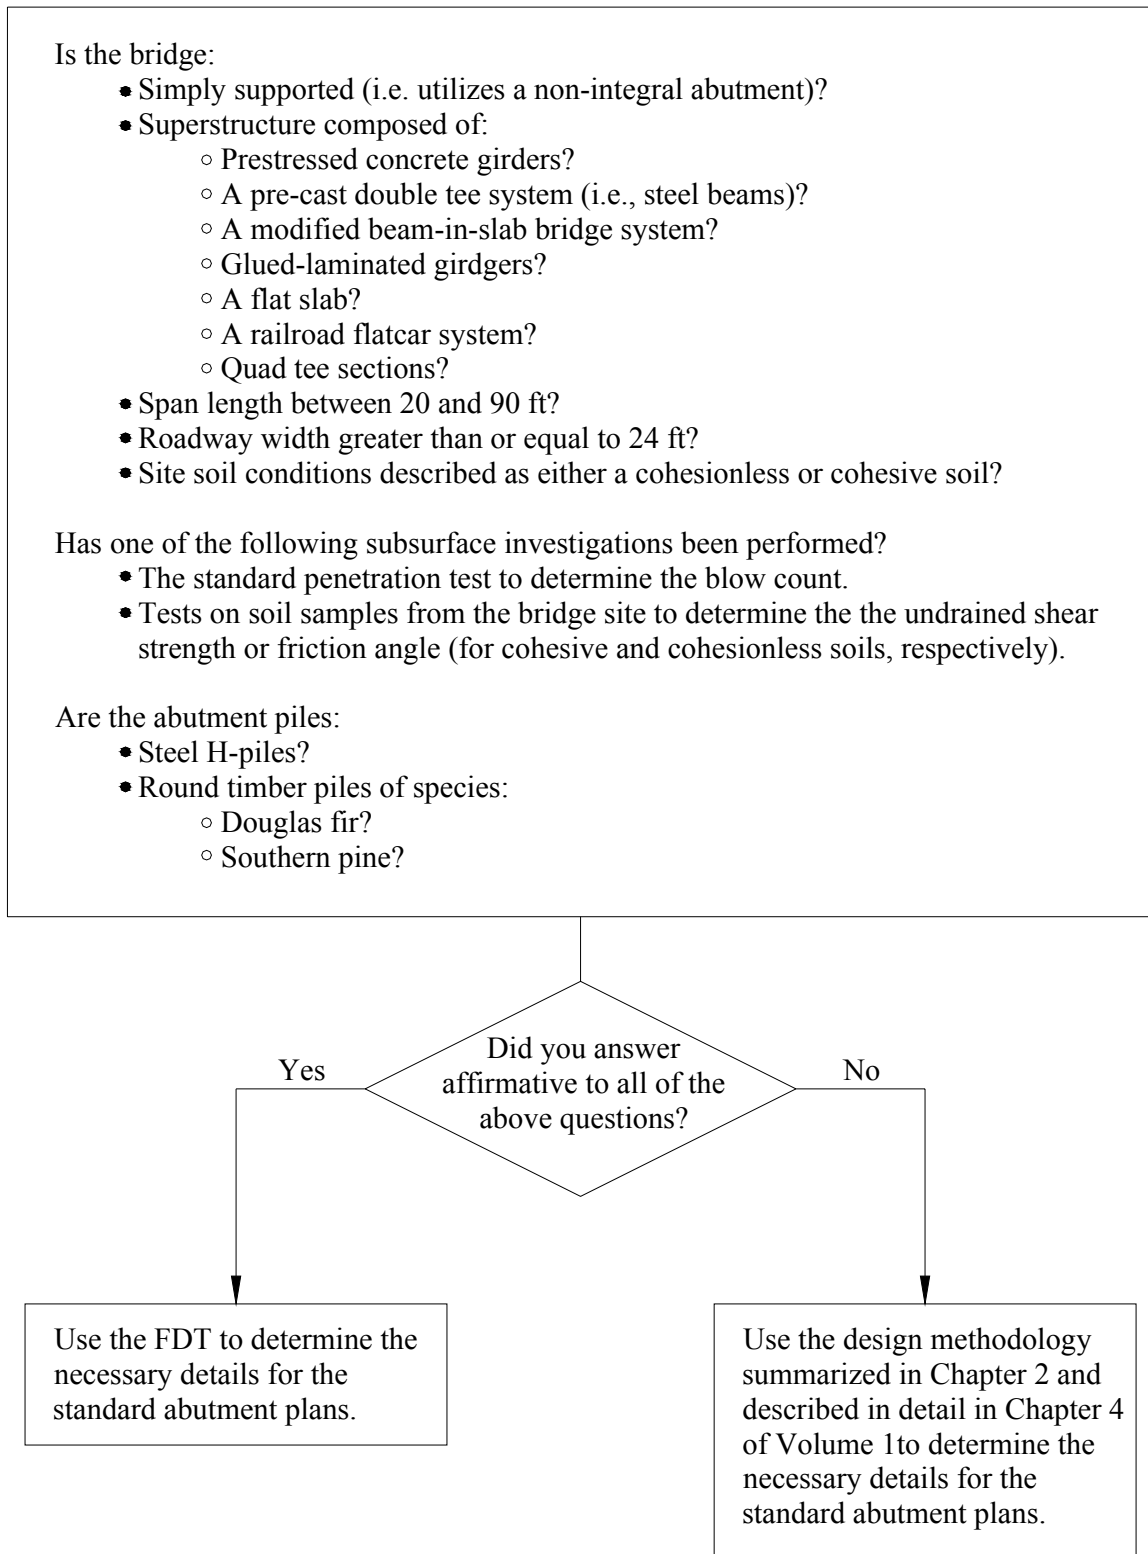 Is the bridge:
• Simply supported (i.e. utilizes a non-integral abutment)?
• Superstructure composed of:
○ Prestressed concrete girders?
○ A pre-cast double tee system (i.e., steel beams)?
○ A modified beam-in-slab bridge system?
○ Glued-laminated girdgers?
○ A flat slab?
○ A railroad flatcar system?
○ Quad tee sections?
• Span length between 20 and 90 ft?
• Roadway width greater than or equal to 24 ft?
• Site soil conditions described as either a cohesionless or cohesive soil?
Has one of the following subsurface investigations been performed?
• The standard penetration test to determine the blow count.
• Tests on soil samples from the bridge site to determine the the undrained shear
strength or friction angle (for cohesive and cohesionless soils, respectively).
Are the abutment piles:
• Steel H-piles?
• Round timber piles of species:
○ Douglas fir?
○ Southern pine?
Did you answer
affirmative to all of the
above questions?
Yes
No
Use the FDT to determine the
necessary details for the
standard abutment plans.
Use the design methodology
summarized in Chapter 2 and
described in detail in Chapter 4
of Volume 1to determine the
necessary details for the
standard abutment plans.